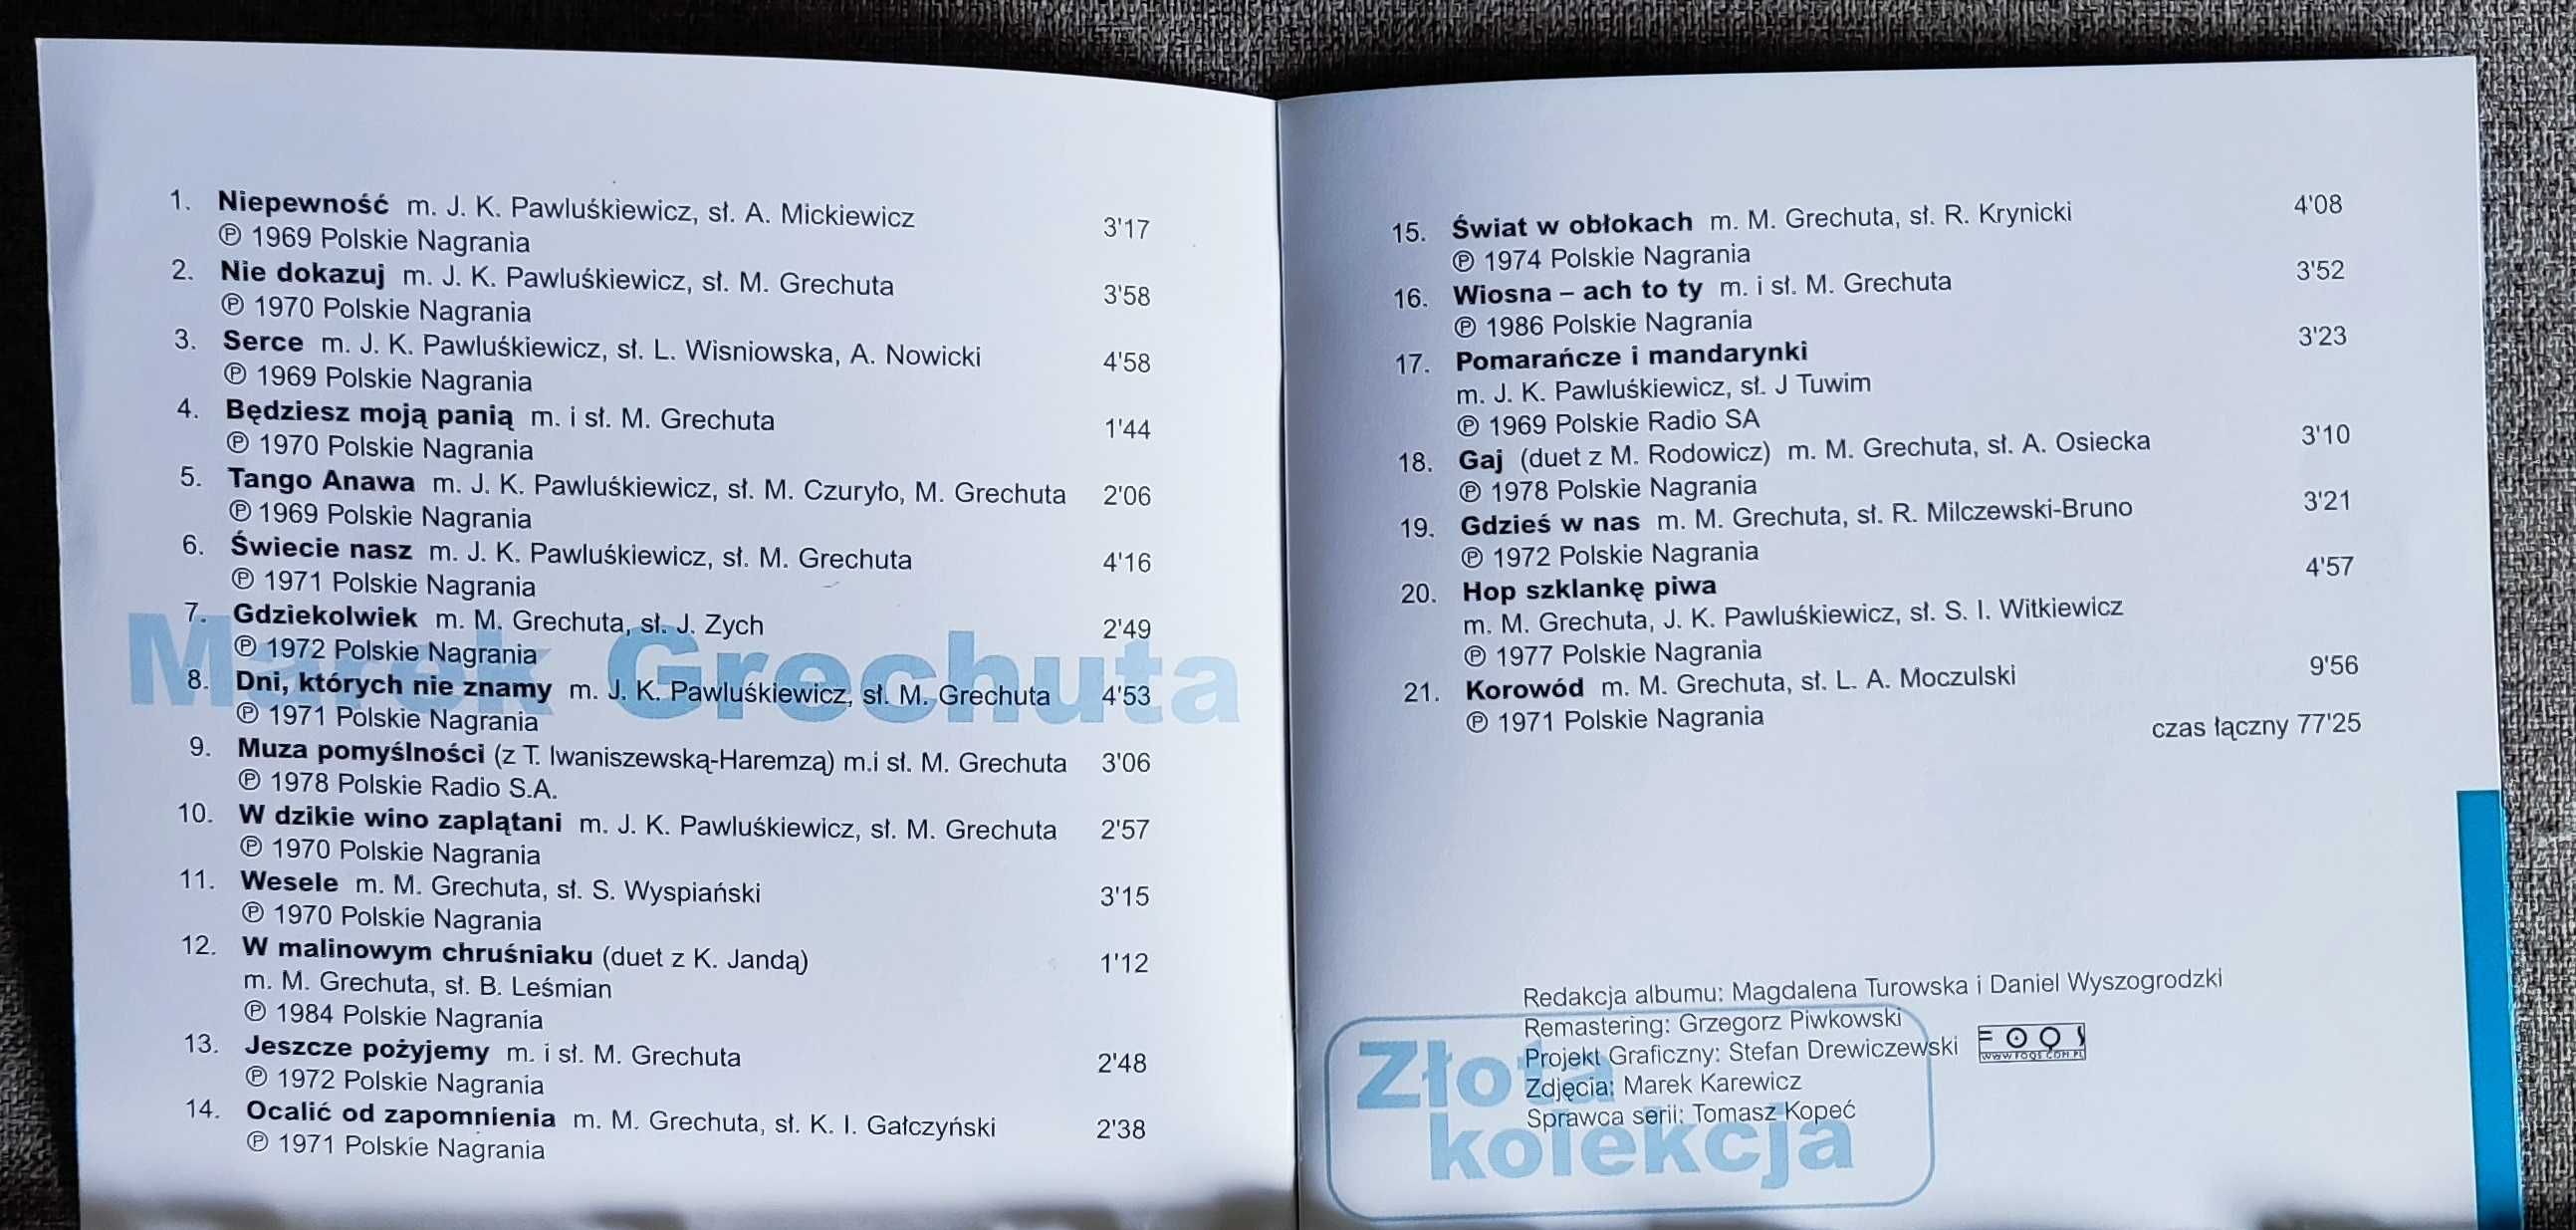 1. Niepewność m. J. K. Pawluśkiewicz, sł. A. Mickiewicz 3'17
℗ 1969 Polskie Nagrania
2. Nie dokazuj m. J. K. Pawluśkiewicz, sł. M. Grechuta 3'58
℗ 1970 Polskie Nagrania
3. Serce m. J. K. Pawluśkiewicz, sł. L. Wisniowska, A. Nowicki 4'58
℗ 1969 Polskie Nagrania
4. Będziesz moją panią m. i sł. M. Grechuta 1'44
℗ 1970 Polskie Nagrania
5. Tango Anawa m. J. K. Pawluśkiewicz, sł. M. Czuryło, M. Grechuta 2'06
℗ 1969 Polskie Nagrania
6. Świecie nasz m. J. K. Pawluśkiewicz, sł. M. Grechuta 4'16
℗ 1971 Polskie Nagrania
7. Gdziekolwiek m. M. Grechuta, sł. J. Zych 2'49
℗ 1972 Polskie Nagrania
Marek Grechuta
8. Dni, których nie znamy m. J. K. Pawluśkiewicz, sł. M. Grechuta 4'53
℗ 1971 Polskie Nagrania
9. Muza pomyślności (z T. Iwaniszewską-Haremzą) m.i sł. M. Grechuta 3'06
℗ 1978 Polskie Radio S.A.
10. W dzikie wino zaplątani m. J. K. Pawluśkiewicz, sł. M. Grechuta 2'57
℗ 1970 Polskie Nagrania
11. Wesele m. M. Grechuta, sł. S. Wyspiański 3'15
℗ 1970 Polskie Nagrania
12. W malinowym chruśniaku (duet z K. Jandą) 1'12
m. M. Grechuta, sł. B. Leśmian
℗ 1984 Polskie Nagrania
13. Jeszcze pożyjemy m. i sł. M. Grechuta 2'48
℗ 1972 Polskie Nagrania
14. Ocalić od zapomnienia m. M. Grechuta, sł. K. I. Gałczyński 2'38
℗ 1971 Polskie Nagrania
15. Świat w obłokach m. M. Grechuta, sł. R. Krynicki 4'08
℗ 1974 Polskie Nagrania
16. Wiosna – ach to ty m. i sł. M. Grechuta 3'52
℗ 1986 Polskie Nagrania
17. Pomarańcze i mandarynki 3'23
m. J. K. Pawluśkiewicz, sł. J Tuwim
℗ 1969 Polskie Radio SA
18. Gaj (duet z M. Rodowicz) m. M. Grechuta, sł. A. Osiecka 3'10
℗ 1978 Polskie Nagrania
19. Gdzieś w nas m. M. Grechuta, sł. R. Milczewski-Bruno 3'21
℗ 1972 Polskie Nagrania
20. Hop szklankę piwa 4'57
m. M. Grechuta, J. K. Pawluśkiewicz, sł. S. I. Witkiewicz
℗ 1977 Polskie Nagrania
21. Korowód m. M. Grechuta, sł. L. A. Moczulski 9'56
℗ 1971 Polskie Nagrania
czas łączny 77'25
Redakcja albumu: Magdalena Turowska i Daniel Wyszogrodzki
Remastering: Grzegorz Piwkowski
Projekt Graficzny: Stefan Drewiczewski
FOQS
WWW.FOQS.COM.PL
Zdjęcia: Marek Karewicz
Sprawca serii: Tomasz Kopeć
Złota
kolekcja